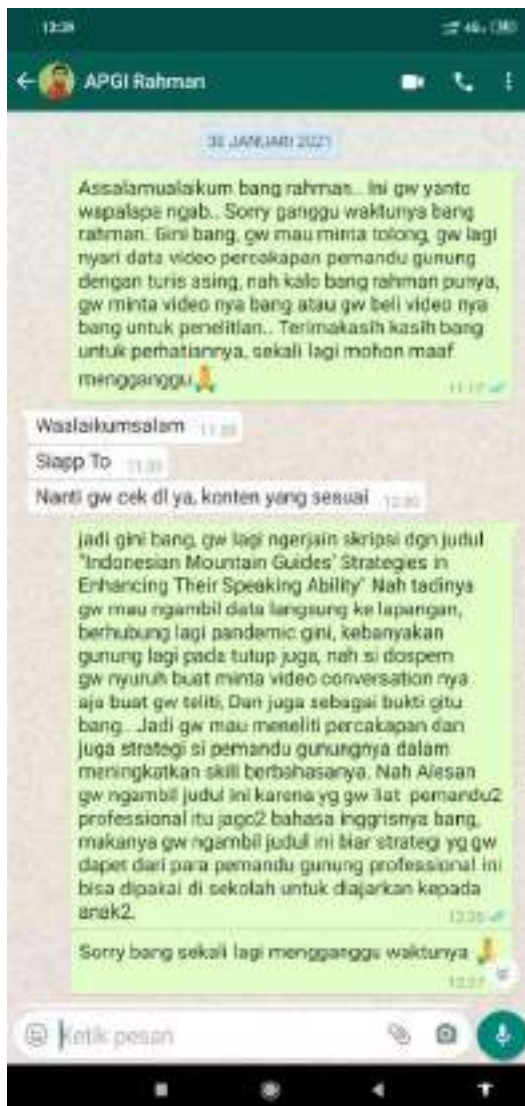 12:39
APGI Rahman
30 JANUARI 2021
Assalamualaikum bang rahman.. Ini gw yanto
wapalapa ngab.. Sorry ganggu waktunya bang
rahman. Gini bang, gw mau minta tolong, gw lagi
nyari data video percakapan pemandu gunung
dengan turis asing, nah kalo bang rahman punya,
gw minta video nya bang atau gw beli video nya
bang untuk penelitian.. Terimakasih kasih bang
untuk perhatiannya, sekali lagi mohon maaf
mengganggu🙏
11:17
Waalaikumsalam
Siapp To
Nanti gw cek dl ya, konten yang sesuai
jadi gini bang, gw lagi ngerjain skripsi dgn judul
"Indonesian Mountain Guides' Strategies in
Enhancing Their Speaking Ability" Nah tadinya
gw mau ngambil data langsung ke lapangan,
berhubung lagi pandemic gini, kebanyakan
gunung lagi pada tutup juga, nah si dospem
gw nyuruh buat minta video conversation nya
aja buat gw teliti, Dan juga sebagai bukti gitu
bang.. Jadi gw mau meneliti percakapan dan
juga strategi si pemandu gunungnya dalam
meningkatkan skill berbahasanya. Nah Alesan
gw ngambil judul ini karena yg gw liat pemandu2
professional itu jago2 bahasa inggrisnya bang,
makanya gw ngambil judul ini biar strategi yg gw
dapet dari para pemandu gunung professional ini
bisa dipakai di sekolah untuk diajarkan kepada
anak2.
Sorry bang sekali lagi mengganggu waktunya 🙏
Ketik pesan